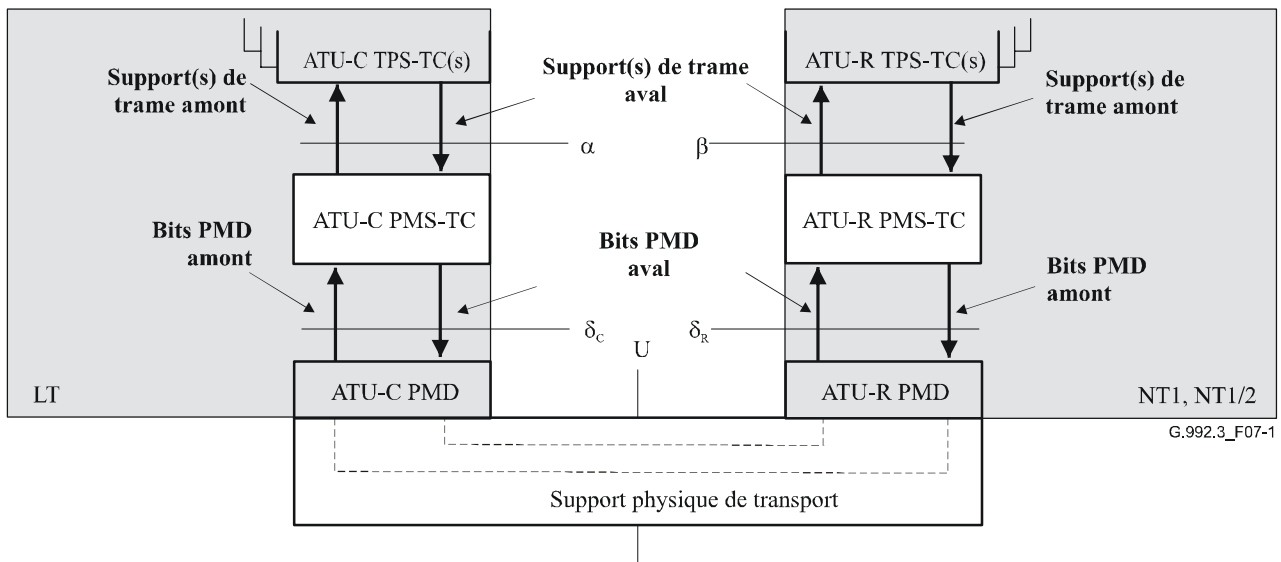 ATU-C TPS-TC(s)
ATU-R TPS-TC(s)
Support(s) de
trame amont
Support(s) de trame
aval
Support(s) de
trame amont
α
β
ATU-C PMS-TC
ATU-R PMS-TC
Bits PMD
amont
Bits PMD
aval
Bits PMD
amont
δC
δR
U
LT
ATU-C PMD
ATU-R PMD
NT1, NT1/2
G.992.3_F07-1
Support physique de transport